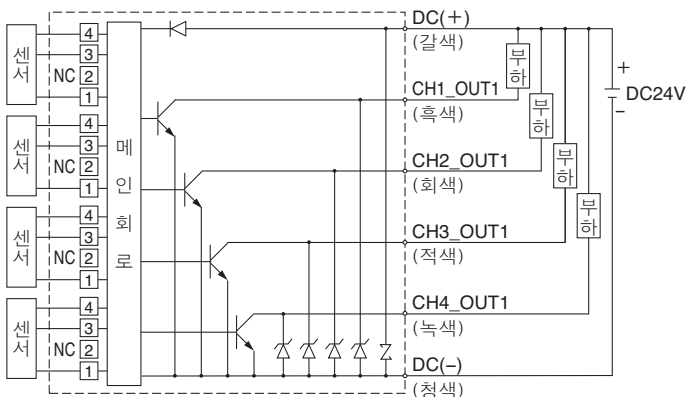 센서
4
3
NC 2
1
센서
4
3
NC 2
1
센서
4
3
NC 2
1
센서
4
3
NC 2
1
메인회로
DC(+)
(갈색)
CH1_OUT1
(흑색)
CH2_OUT1
(회색)
CH3_OUT1
(적색)
CH4_OUT1
(녹색)
DC(−)
(청색)
부하
부하
부하
부하
+
DC24V
−